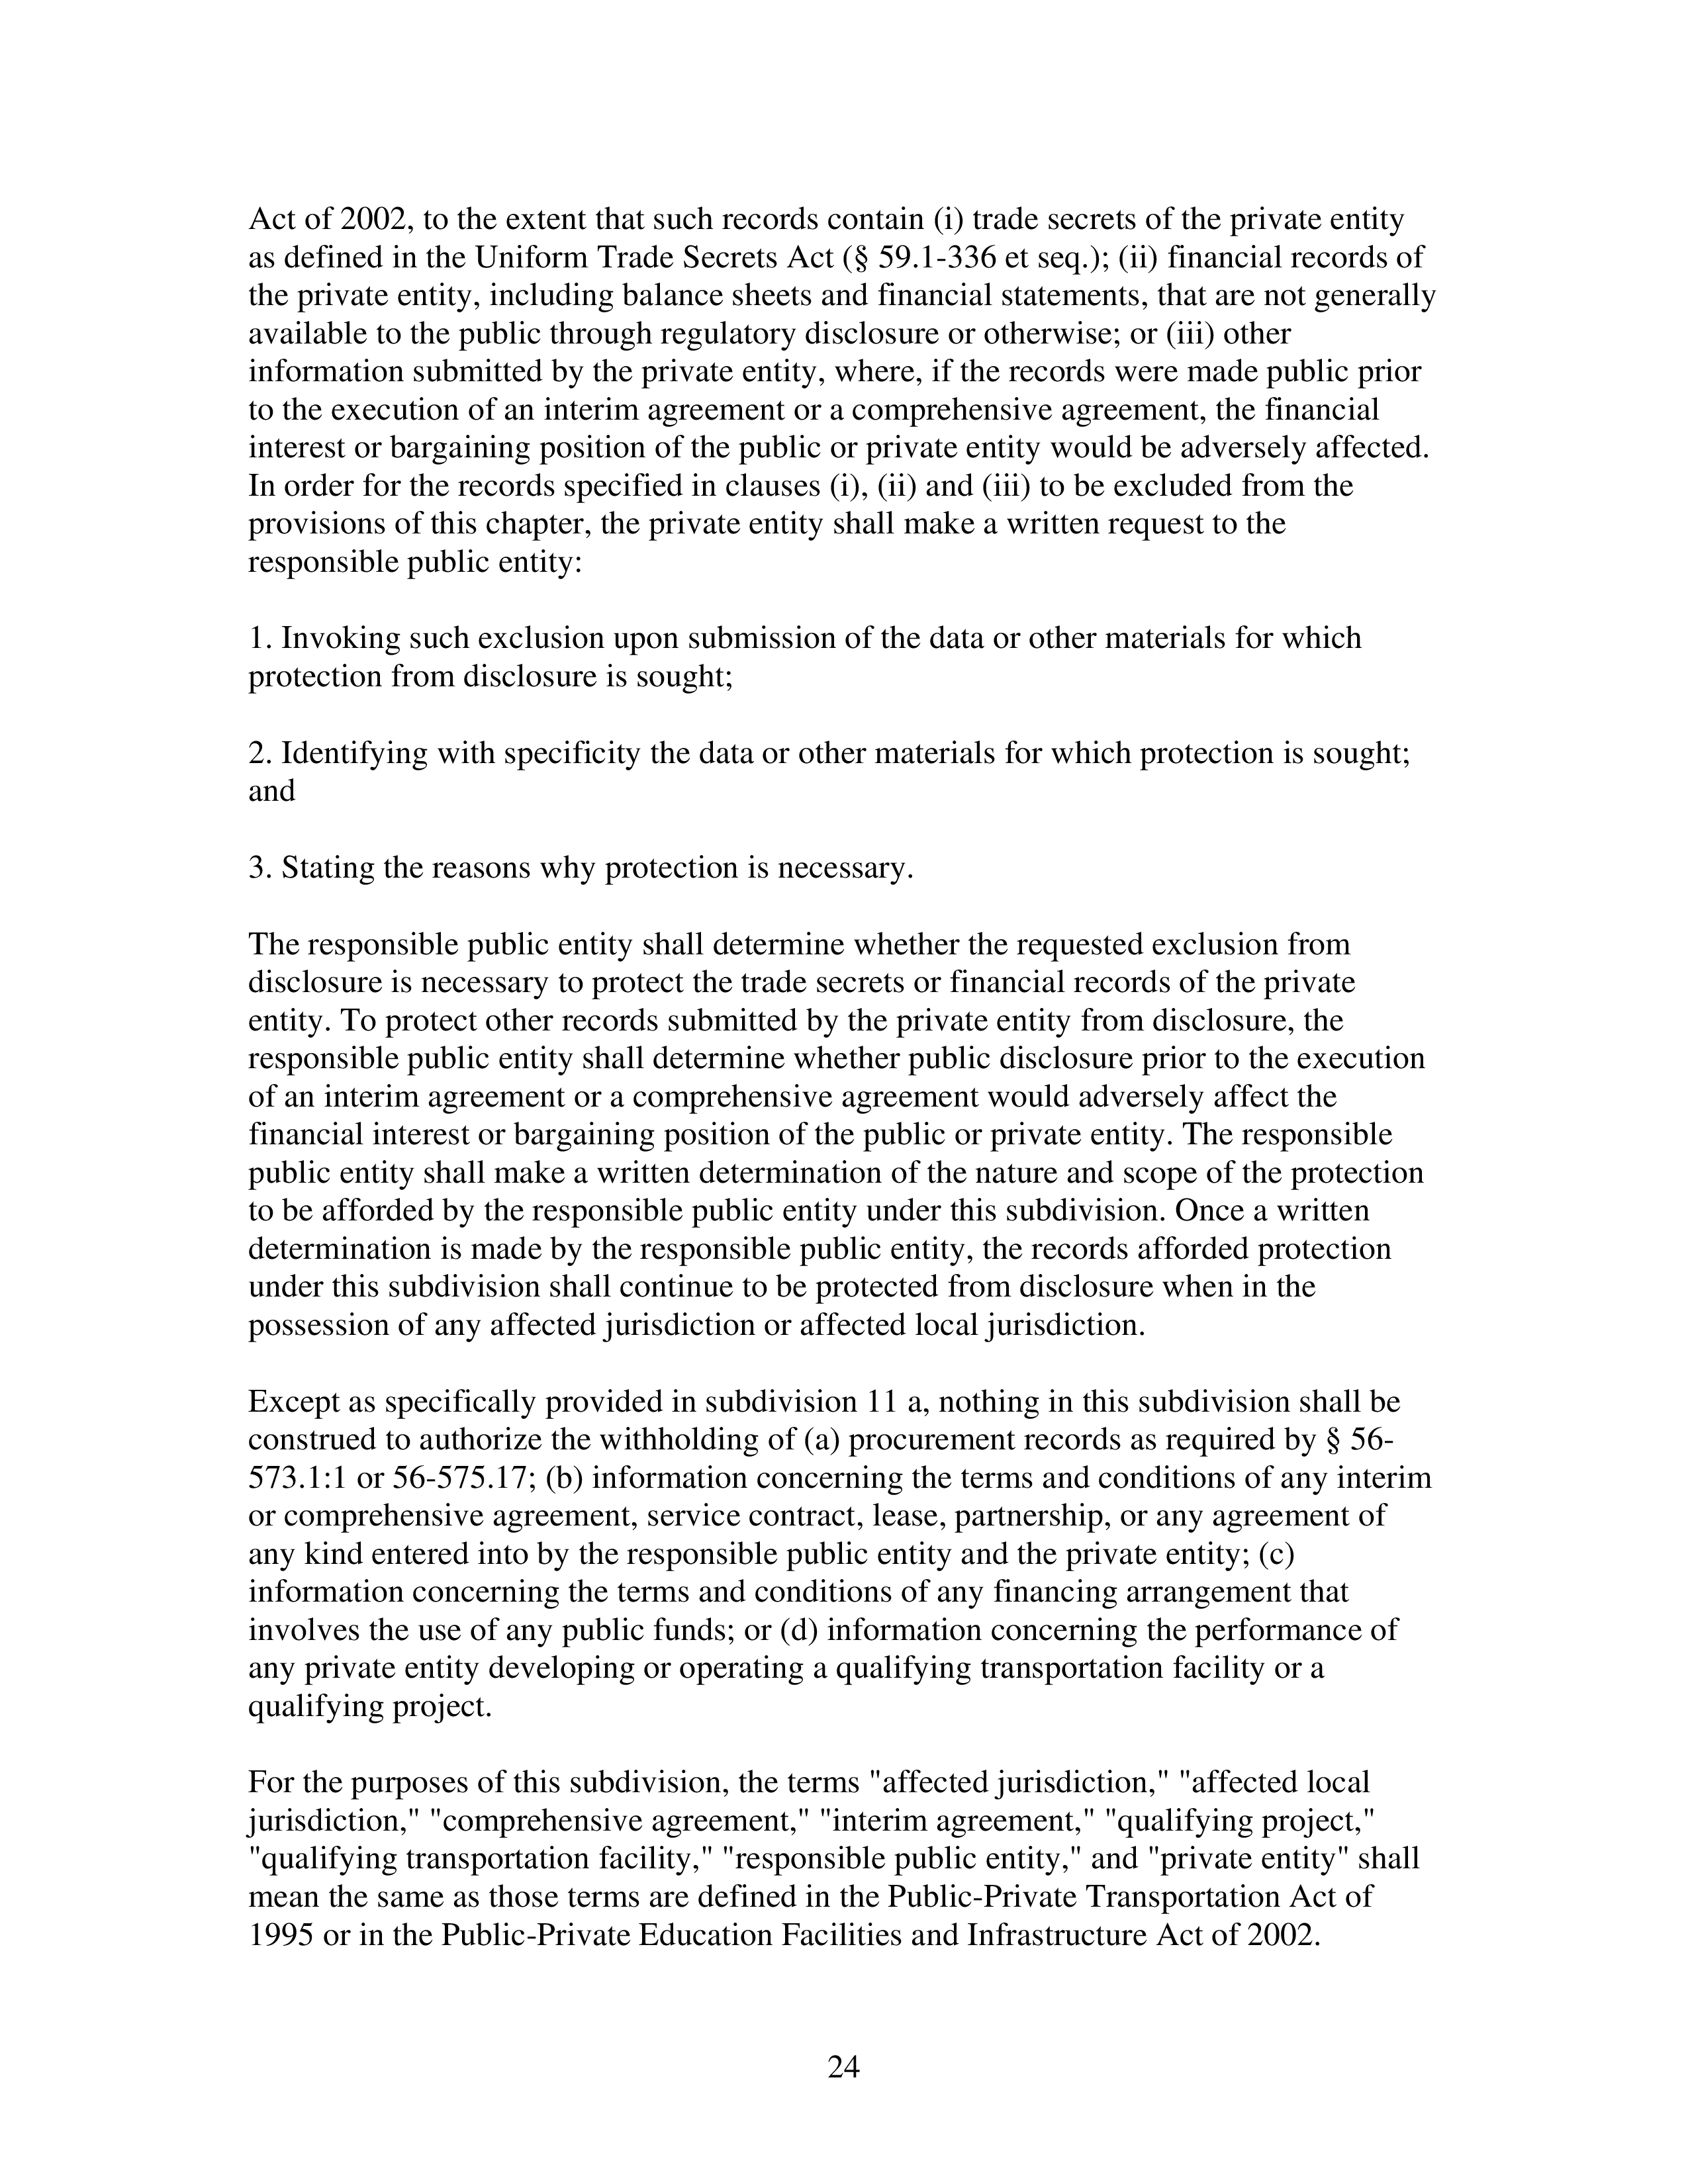 Act of 2002, to the extent that such records contain (i) trade secrets of the private entity
as defined in the Uniform Trade Secrets Act (§ 59.1-336 et seq.); (ii) financial records of
the private entity, including balance sheets and financial statements, that are not generally
available to the public through regulatory disclosure or otherwise; or (iii) other
information submitted by the private entity, where, if the records were made public prior
to the execution of an interim agreement or a comprehensive agreement, the financial
interest or bargaining position of the public or private entity would be adversely affected.
In order for the records specified in clauses (i), (ii) and (iii) to be excluded from the
provisions of this chapter, the private entity shall make a written request to the
responsible public entity:
1. Invoking such exclusion upon submission of the data or other materials for which
protection from disclosure is sought;
2. Identifying with specificity the data or other materials for which protection is sought;
and
3. Stating the reasons why protection is necessary.
The responsible public entity shall determine whether the requested exclusion from
disclosure is necessary to protect the trade secrets or financial records of the private
entity. To protect other records submitted by the private entity from disclosure, the
responsible public entity shall determine whether public disclosure prior to the execution
of an interim agreement or a comprehensive agreement would adversely affect the
financial interest or bargaining position of the public or private entity. The responsible
public entity shall make a written determination of the nature and scope of the protection
to be afforded by the responsible public entity under this subdivision. Once a written
determination is made by the responsible public entity, the records afforded protection
under this subdivision shall continue to be protected from disclosure when in the
possession of any affected jurisdiction or affected local jurisdiction.
Except as specifically provided in subdivision 11 a, nothing in this subdivision shall be
construed to authorize the withholding of (a) procurement records as required by § 56-
573.1:1 or 56-575.17; (b) information concerning the terms and conditions of any interim
or comprehensive agreement, service contract, lease, partnership, or any agreement of
any kind entered into by the responsible public entity and the private entity; (c)
information concerning the terms and conditions of any financing arrangement that
involves the use of any public funds; or (d) information concerning the performance of
any private entity developing or operating a qualifying transportation facility or a
qualifying project.
For the purposes of this subdivision, the terms "affected jurisdiction," "affected local
jurisdiction," "comprehensive agreement," "interim agreement," "qualifying project,"
"qualifying transportation facility," "responsible public entity," and "private entity" shall
mean the same as those terms are defined in the Public-Private Transportation Act of
1995 or in the Public-Private Education Facilities and Infrastructure Act of 2002.
24